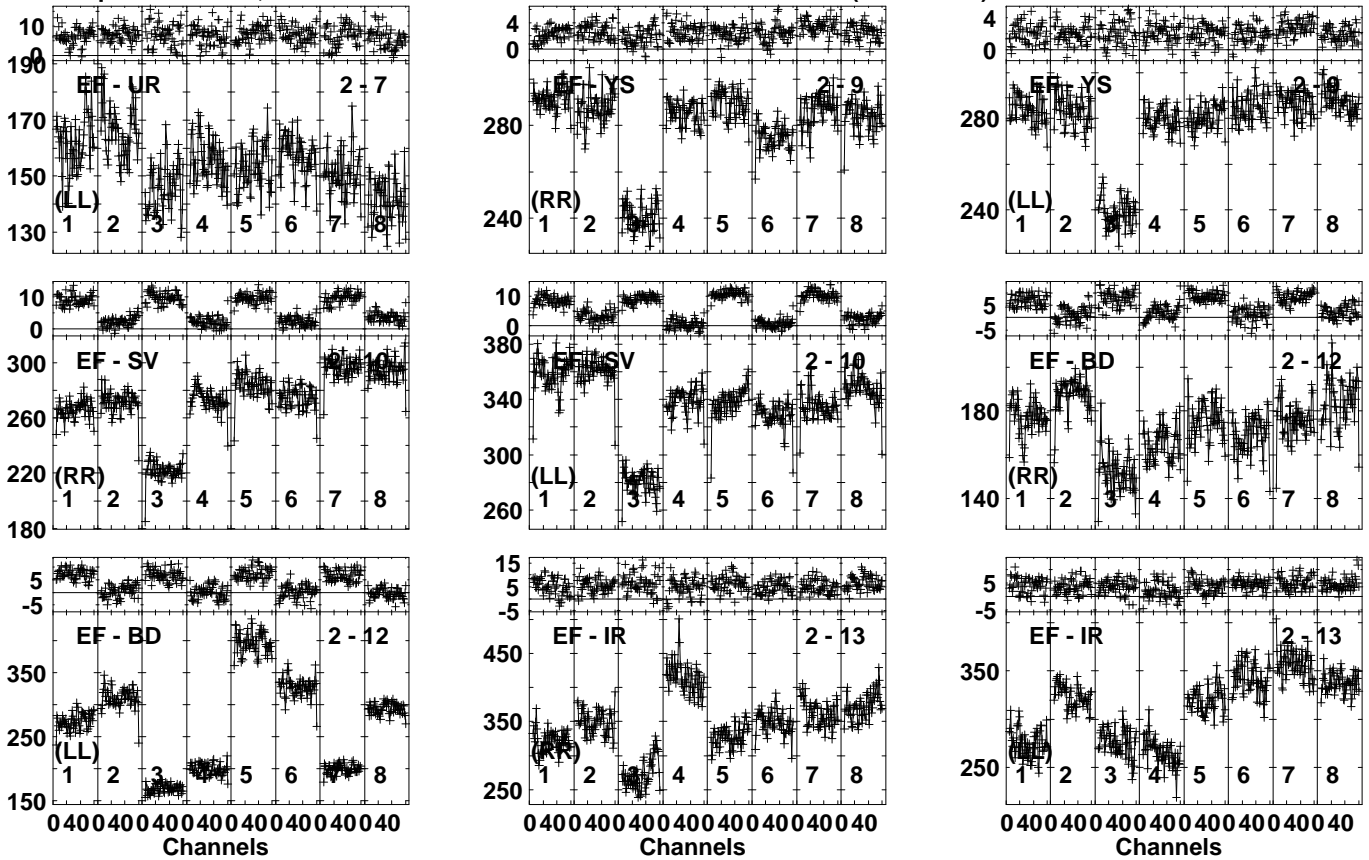 10 0
4 0
4 0
190 170 150 130
EF - UR 2 - 7
(LL)
1 2 3 4 5 6 7 8
280 240
EF - YS 2 - 9
(RR)
1 2 3 4 5 6 7 8
280 240
EF - YS 2 - 9
(LL)
1 2 3 4 5 6 7 8
10 0
10 0
5 -5
300 260 220 180
EF - SV 2 - 10
(RR)
1 2 3 4 5 6 7 8
380 340 300 260
EF - SV 2 - 10
(LL)
1 2 3 4 5 6 7 8
180 140
EF - BD 2 - 12
(RR)
1 2 3 4 5 6 7 8
5 -5
15 5 -5
5 -5
350 250 150
EF - BD 2 - 12
(LL)
1 2 3 4 5 6 7 8
450 350 250
EF - IR 2 - 13
(RR)
1 2 3 4 5 6 7 8
350 250
EF - IR 2 - 13
(LL)
1 2 3 4 5 6 7 8
0 40 0 40 0 40 0 40 0 40 0 40 0 40 0 40
0 40 0 40 0 40 0 40 0 40 0 40 0 40 0 40
0 40 0 40 0 40 0 40 0 40 0 40 0 40 0 40
Channels Channels Channels